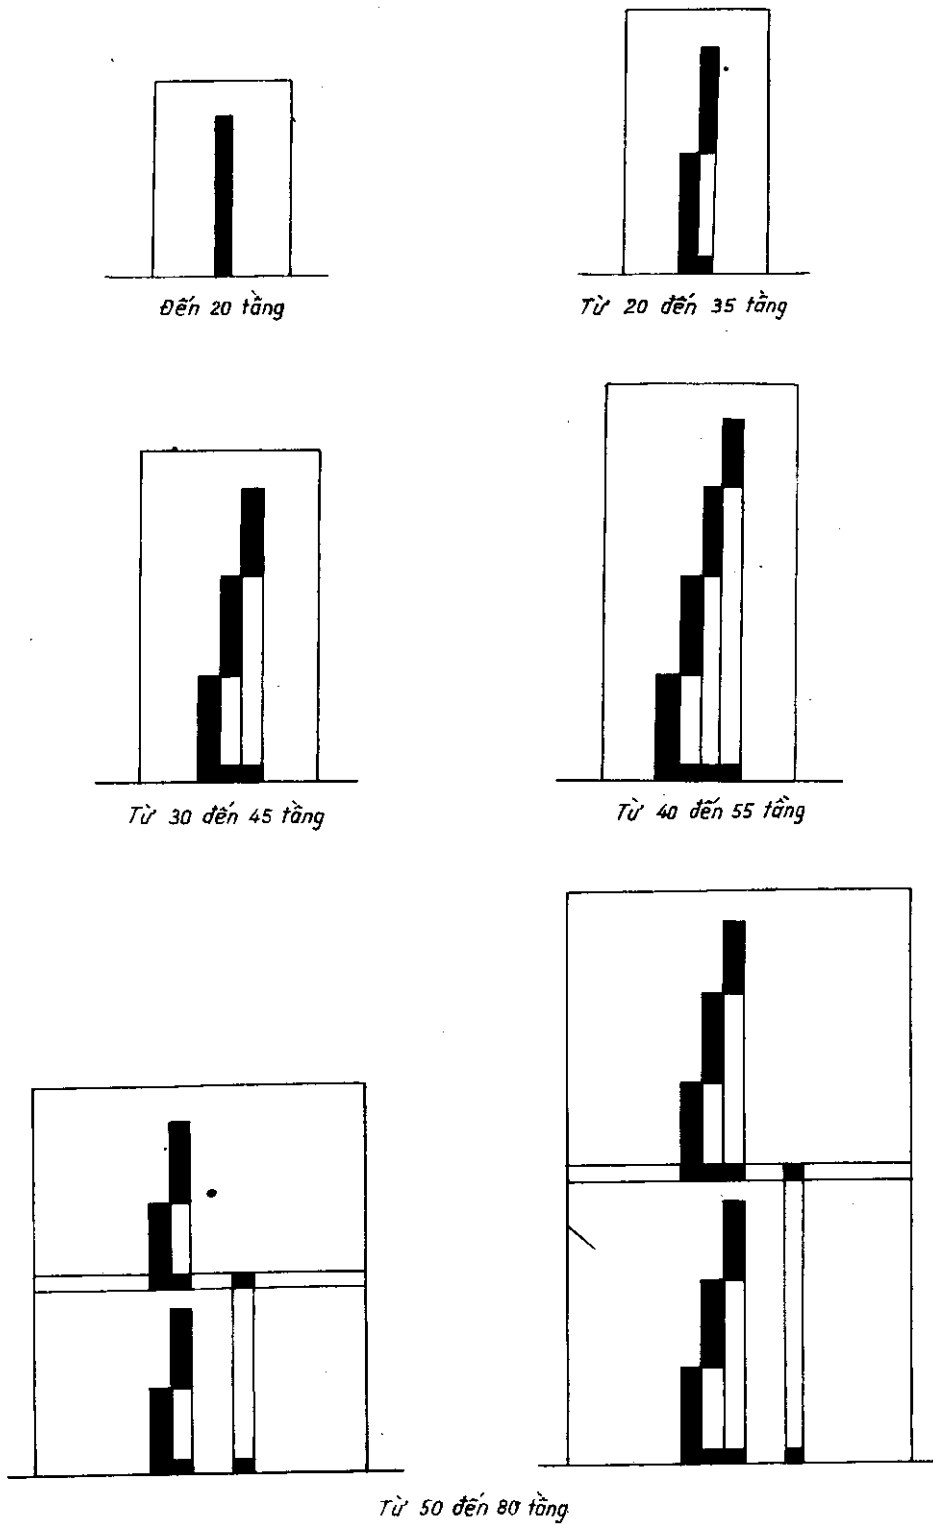 Đến 20 tầng
Từ 20 đến 35 tầng
Từ 30 đến 45 tầng
Từ 40 đến 55 tầng
Từ 50 đến 80 tầng